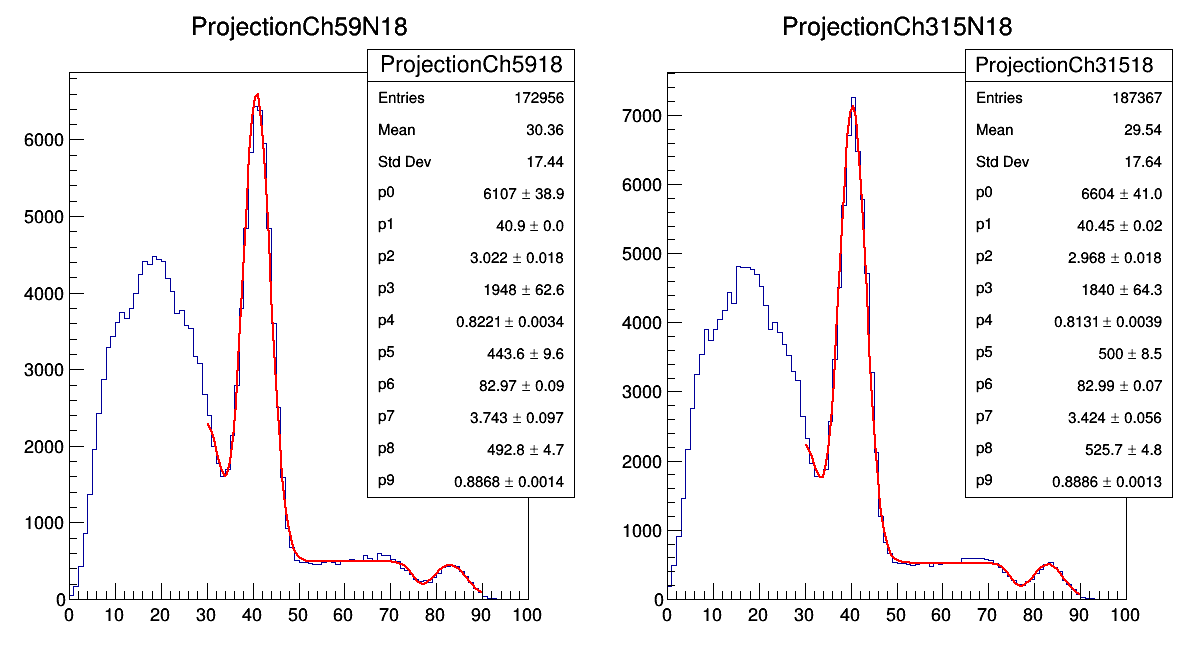 ProjectionCh59N18
ProjectionCh5918
Entries 172956
Mean 30.36
Std Dev 17.44
p0 6107 ± 38.9
p1 40.9 ± 0.0
p2 3.022 ± 0.018
p3 1948 ± 62.6
p4 0.8221 ± 0.0034
p5 443.6 ± 9.6
p6 82.97 ± 0.09
p7 3.743 ± 0.097
p8 492.8 ± 4.7
p9 0.8868 ± 0.0014
6000
5000
4000
3000
2000
1000
0
0 10 20 30 40 50 60 70 80 90 100
ProjectionCh315N18
ProjectionCh31518
Entries 187367
Mean 29.54
Std Dev 17.64
p0 6604 ± 41.0
p1 40.45 ± 0.02
p2 2.968 ± 0.018
p3 1840 ± 64.3
p4 0.8131 ± 0.0039
p5 500 ± 8.5
p6 82.99 ± 0.07
p7 3.424 ± 0.056
p8 525.7 ± 4.8
p9 0.8886 ± 0.0013
7000
6000
5000
4000
3000
2000
1000
0
0 10 20 30 40 50 60 70 80 90 100